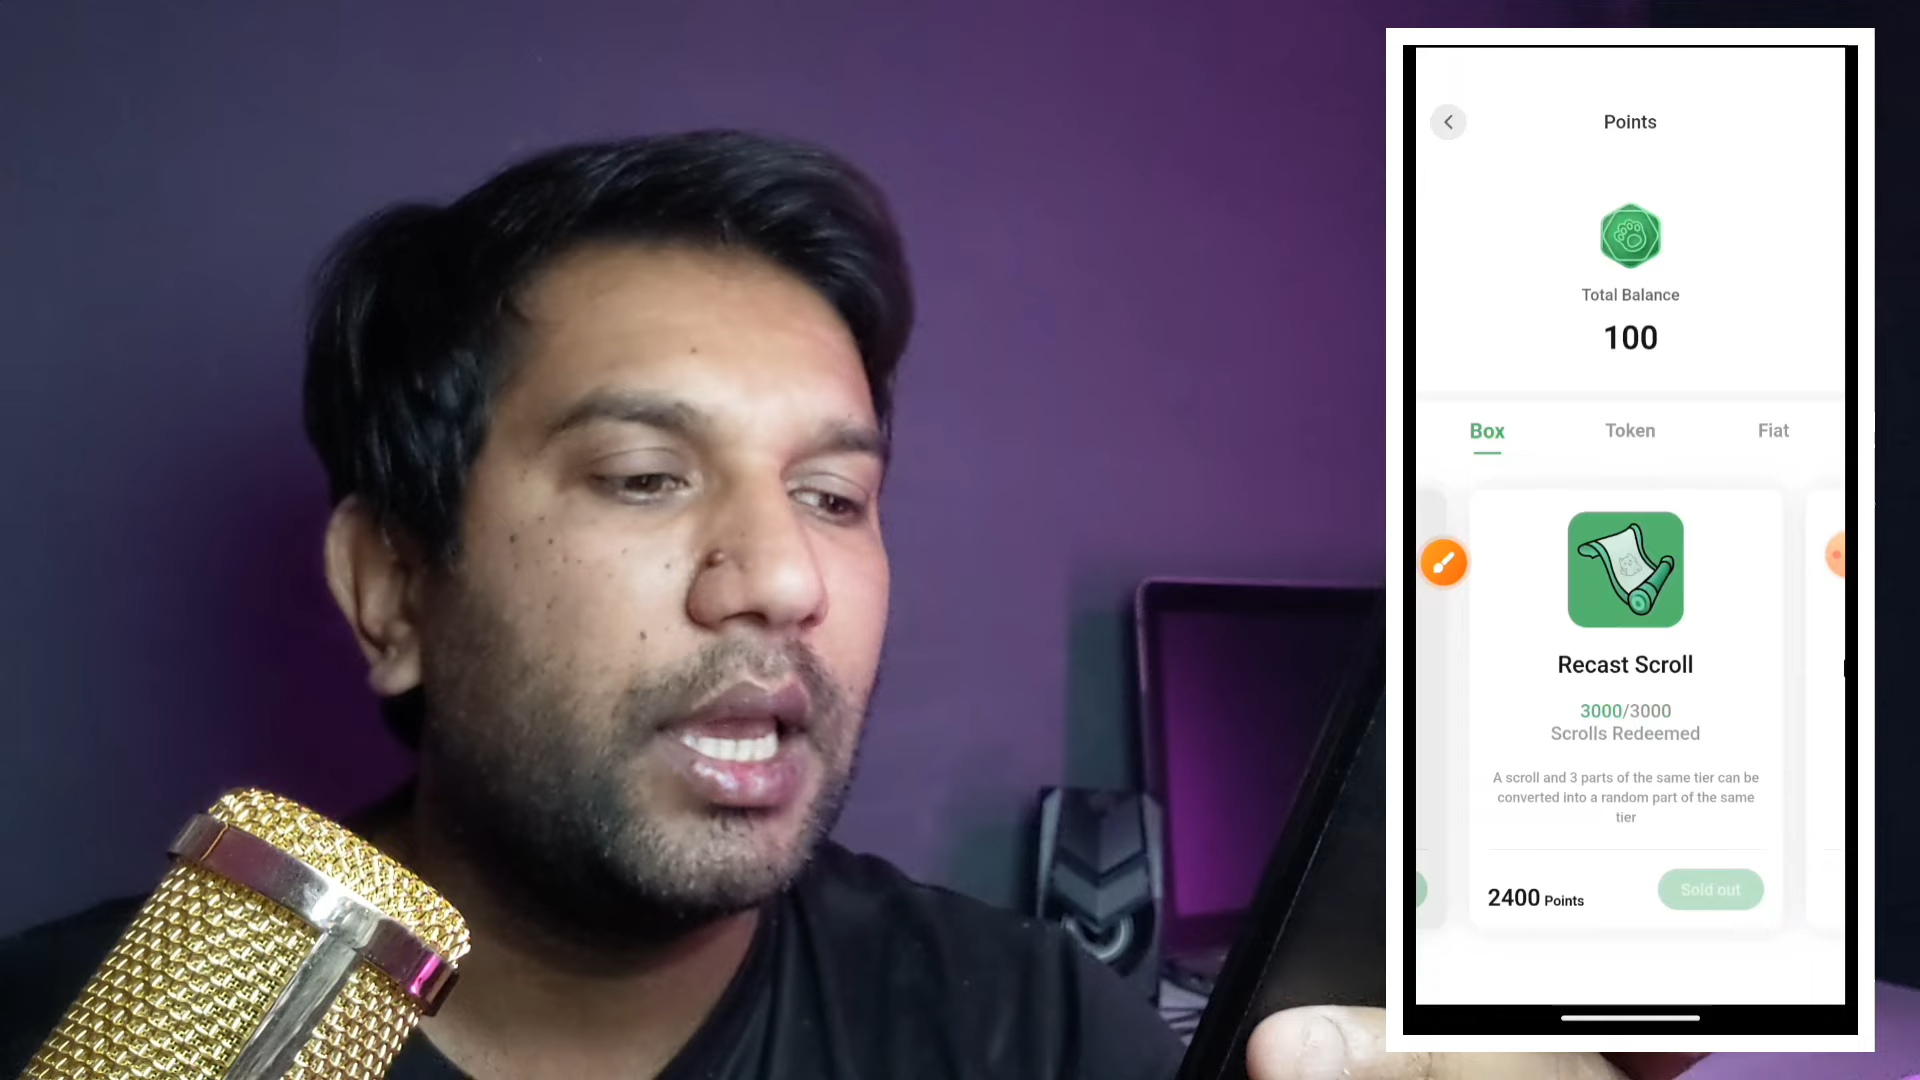 Points
Total Balance
100
Box Token Fiat
Recast Scroll
3000/3000
Scrolls Redeemed
A scroll and 3 parts of the same tier can be
converted into a random part of the same
tier
2400 Points
Sold out